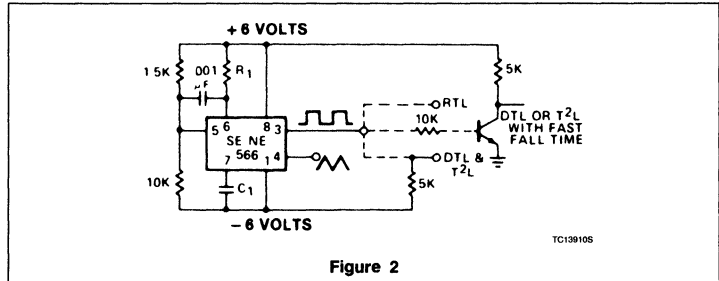 + 6 VOLTS
1 5K
.001
μF
R1
5K
RTL
DTL OR T²L
WITH FAST
FALL TIME
10K
5
6
8
3
SE NE
566
4
7
1
10K
C1
DTL &
T²L
5K
− 6 VOLTS
TC13910S
Figure 2